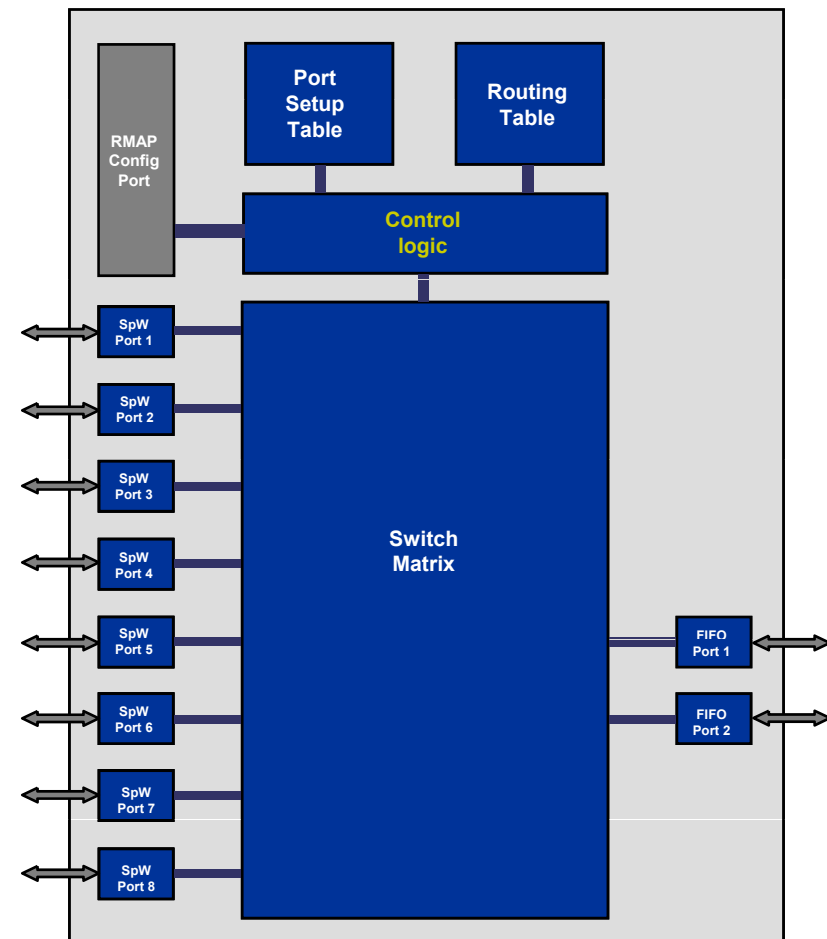 Port
Setup
Table
Routing
Table
RMAP
Config
Port
Control
logic
SpW
Port 1
SpW
Port 2
SpW
Port 3
SpW
Port 4
SpW
Port 5
SpW
Port 6
SpW
Port 7
SpW
Port 8
Switch
Matrix
FIFO
Port 1
FIFO
Port 2